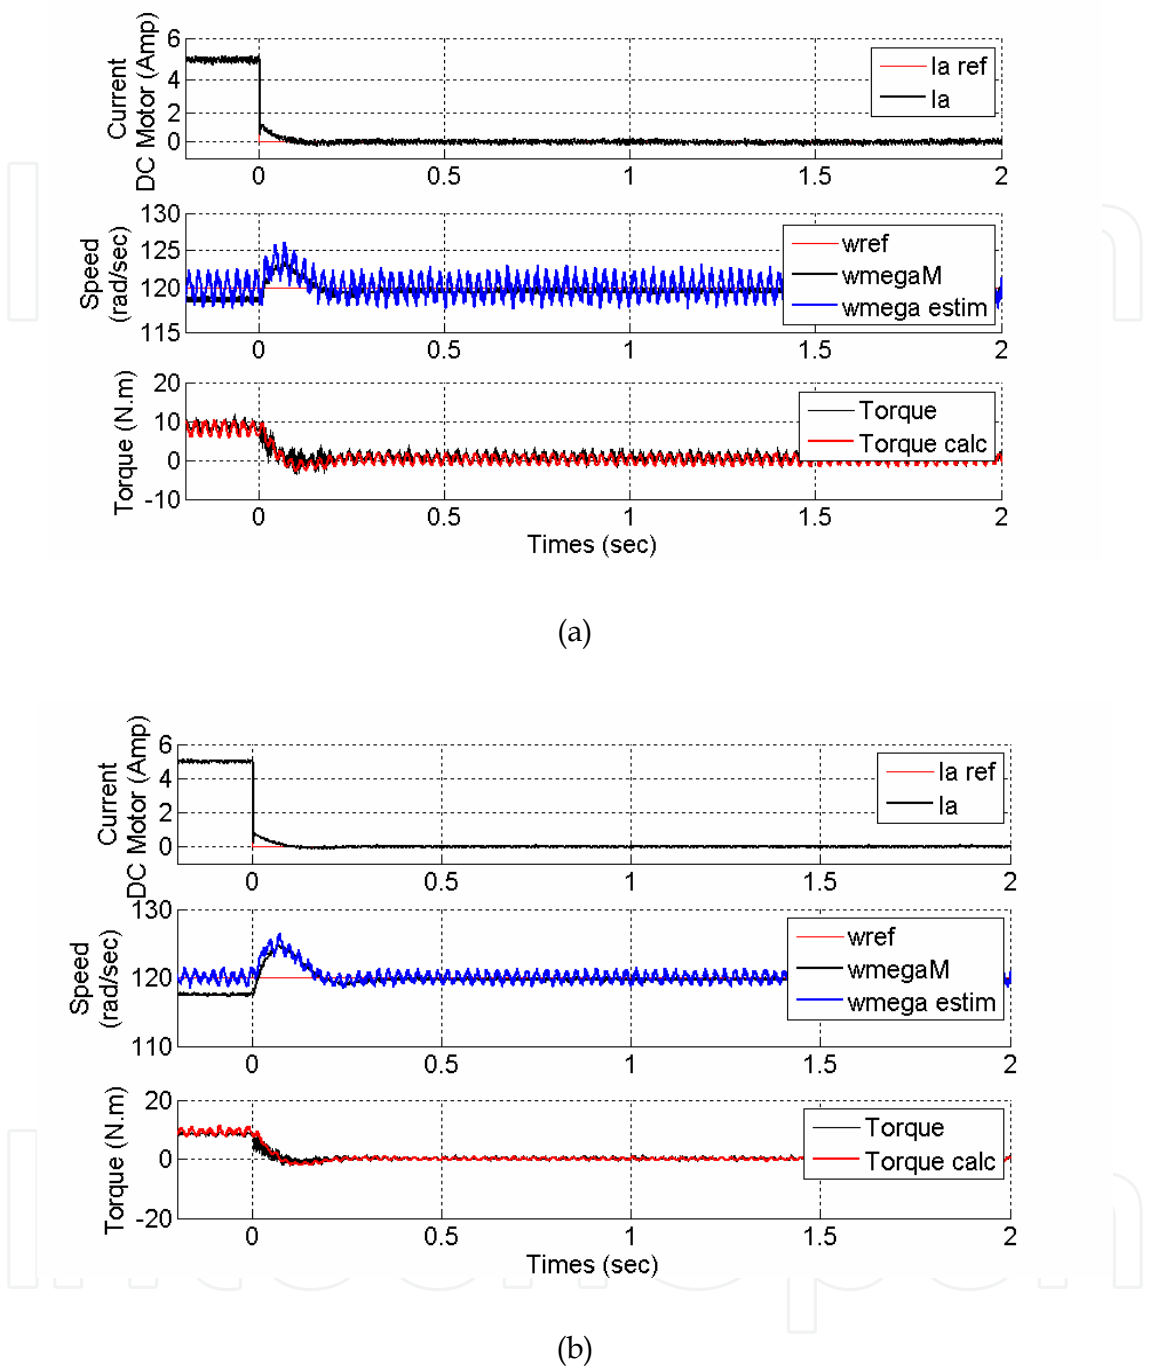 (a)
Current
DC Motor (Amp)
6
4
2
0
Ia ref
Ia
0
0.5
1
1.5
2
Speed
(rad/sec)
130
125
120
115
wref
wmegaM
wmega estim
0
0.5
1
1.5
2
Torque (N.m)
20
10
0
-10
Torque
Torque calc
0
0.5
1
1.5
2
Times (sec)
(a)
Current
DC Motor (Amp)
6
4
2
0
Ia ref
Ia
0
0.5
1
1.5
2
Speed
(rad/sec)
130
120
110
wref
wmegaM
wmega estim
0
0.5
1
1.5
2
Torque (N.m)
20
0
-20
Torque
Torque calc
0
0.5
1
1.5
2
Times (sec)
(b)